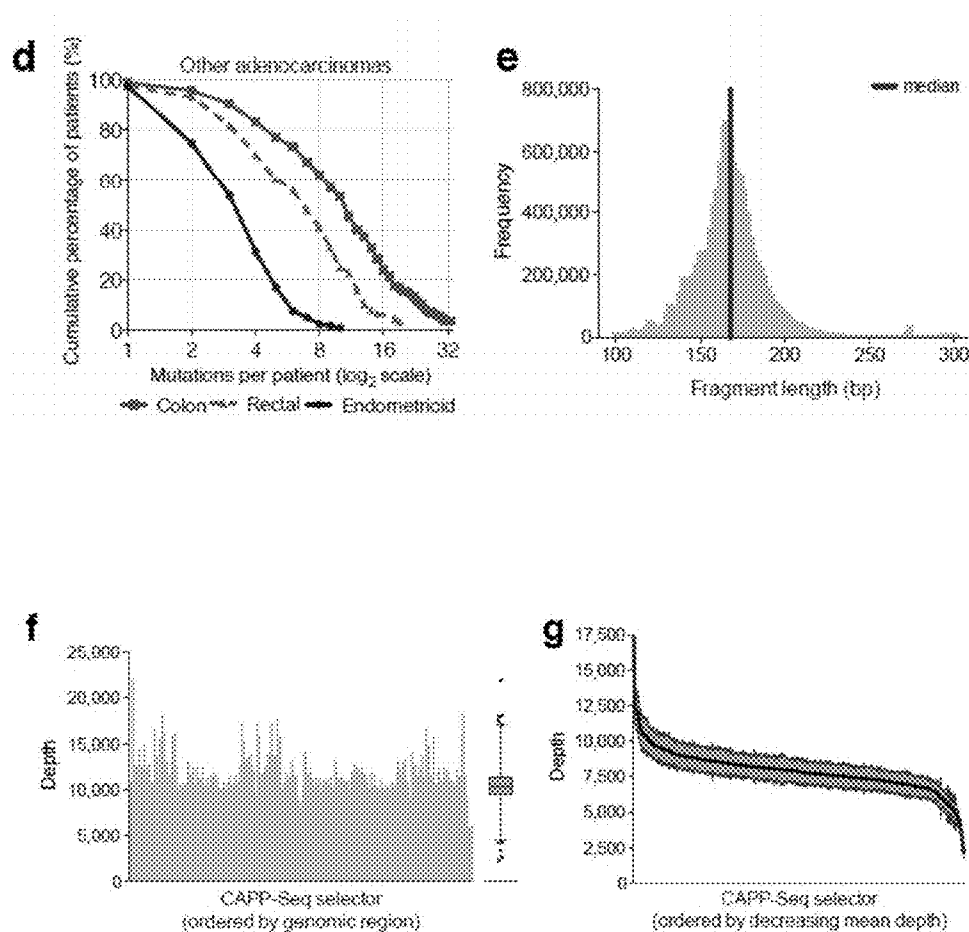 d
Other adenocarcinomas
Cumulative percentage of patients (%)
100
80
60
40
20
0
1 2 4 8 16 32
Mutations per patient (log2 scale)
Colon Rectal Endometrioid
e
median
Frequency
800,000
600,000
400,000
200,000
0
100 150 200 250 300
Fragment length (bp)
f
Depth
25,000
20,000
15,000
10,000
5,000
0
CAPP-Seq selector
(ordered by genomic region)
g
Depth
17,500
15,000
12,500
10,000
7,500
5,000
2,500
0
CAPP-Seq selector
(ordered by decreasing mean depth)